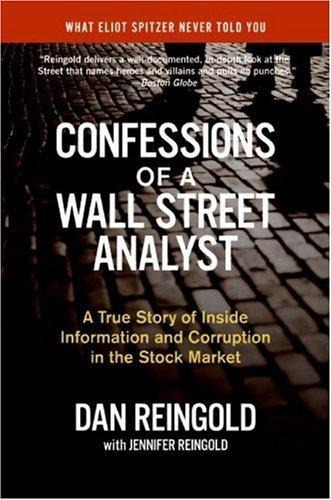 WHAT ELIOT SPITZER NEVER TOLD YOU
"Reingold delivers a well-documented, in-depth look at the
Street that names heroes and villains and pulls no punches."
—Boston Globe
CONFESSIONS
OF A
WALL STREET
ANALYST
A True Story of Inside
Information and Corruption
in the Stock Market
DAN REINGOLD
with JENNIFER REINGOLD